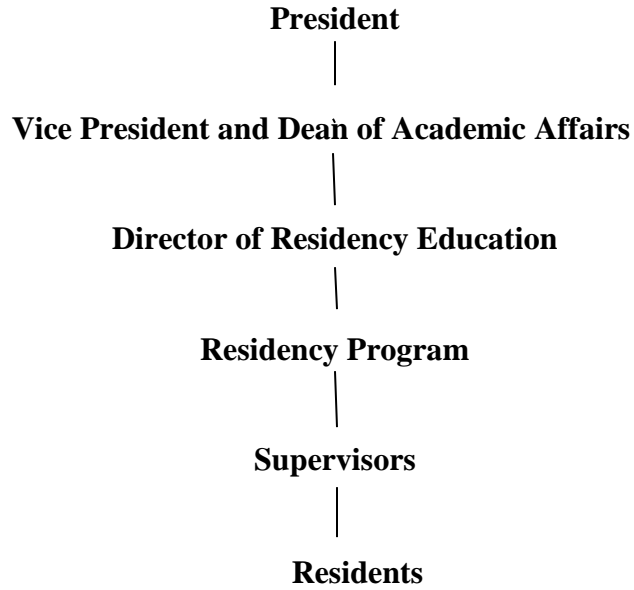 President
Vice President and Dean of Academic Affairs
Director of Residency Education
Residency Program
Supervisors
Residents